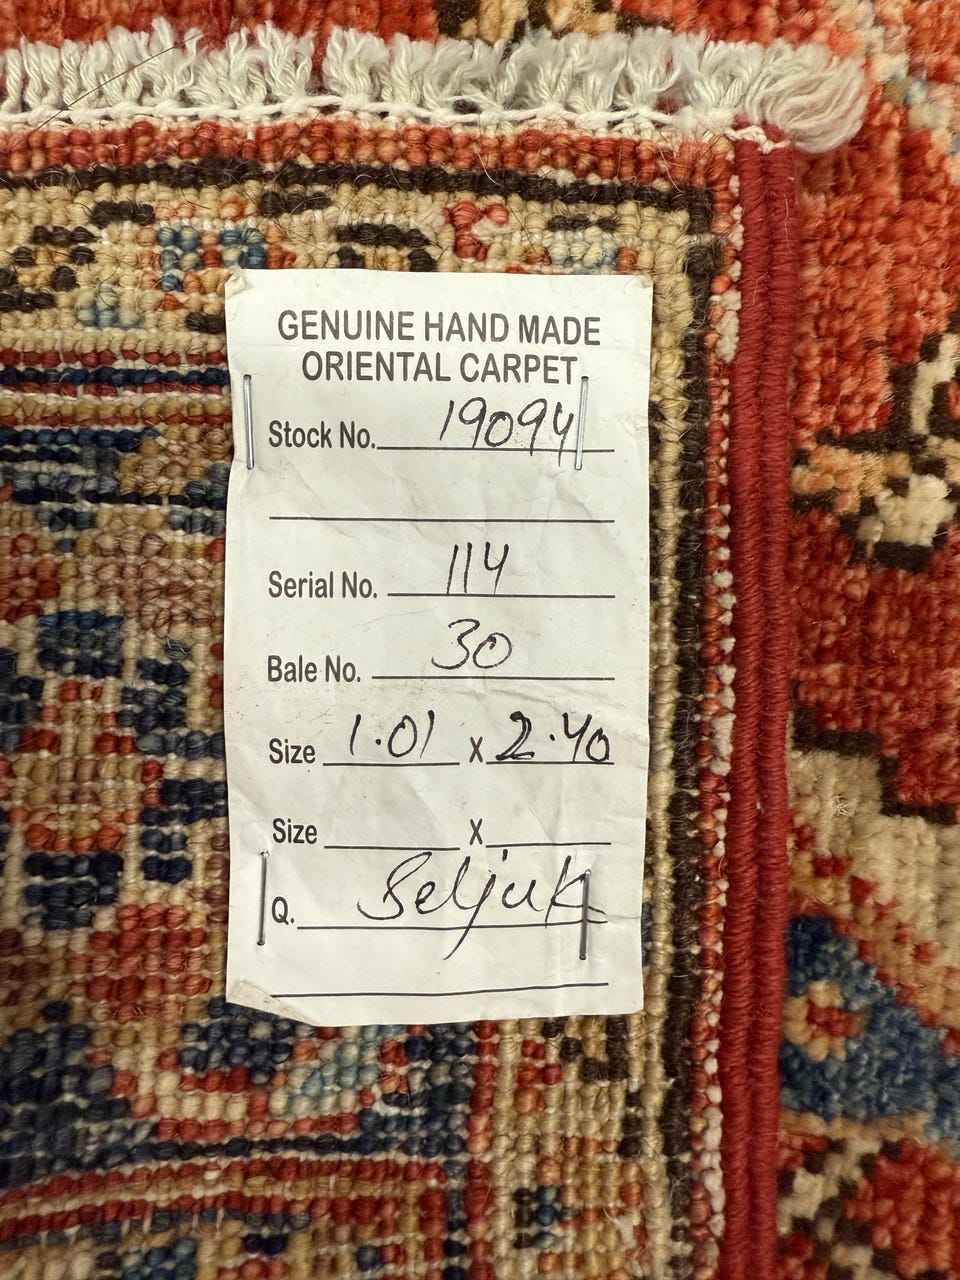 GENUINE HAND MADE
ORIENTAL CARPET
Stock No. 19094
Serial No. 114
Bale No. 30
Size 1.01 X 2.40
Size X
Q. Seljuk